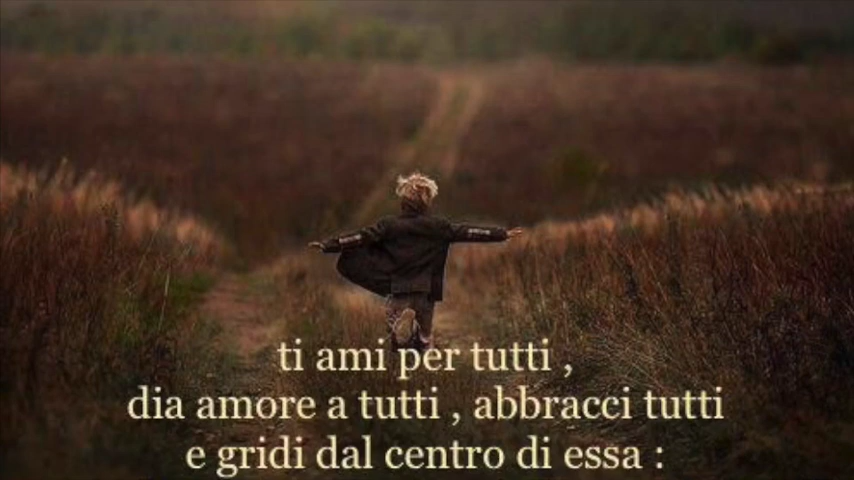 ti ami per tutti ,
dia amore a tutti , abbracci tutti
e gridi dal centro di essa :